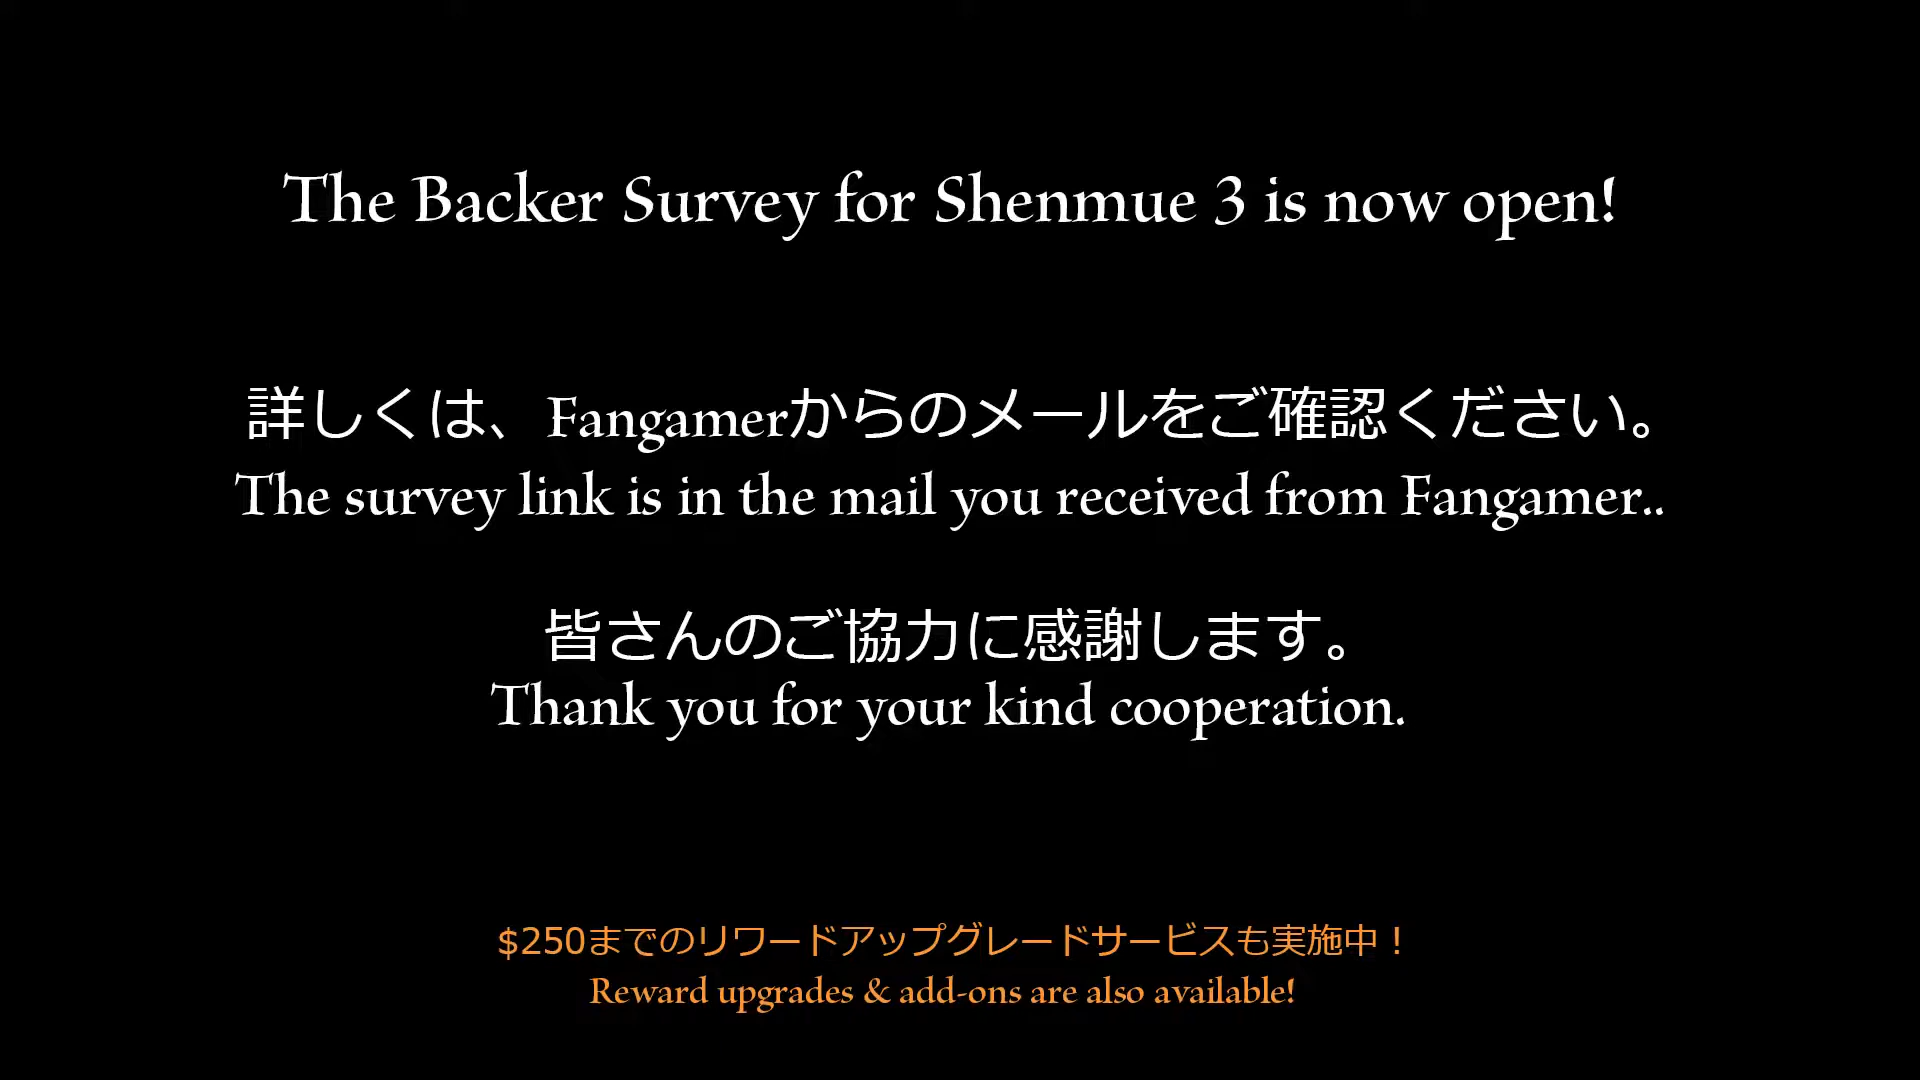 The Backer Survey for Shenmue 3 is now open!
詳しくは、Fangamerからのメールをご確認ください。
The survey link is in the mail you received from Fangamer..
皆さんのご協力に感謝します。
Thank you for your kind cooperation.
$250までのリワードアップグレードサービスも実施中！
Reward upgrades & add-ons are also available!